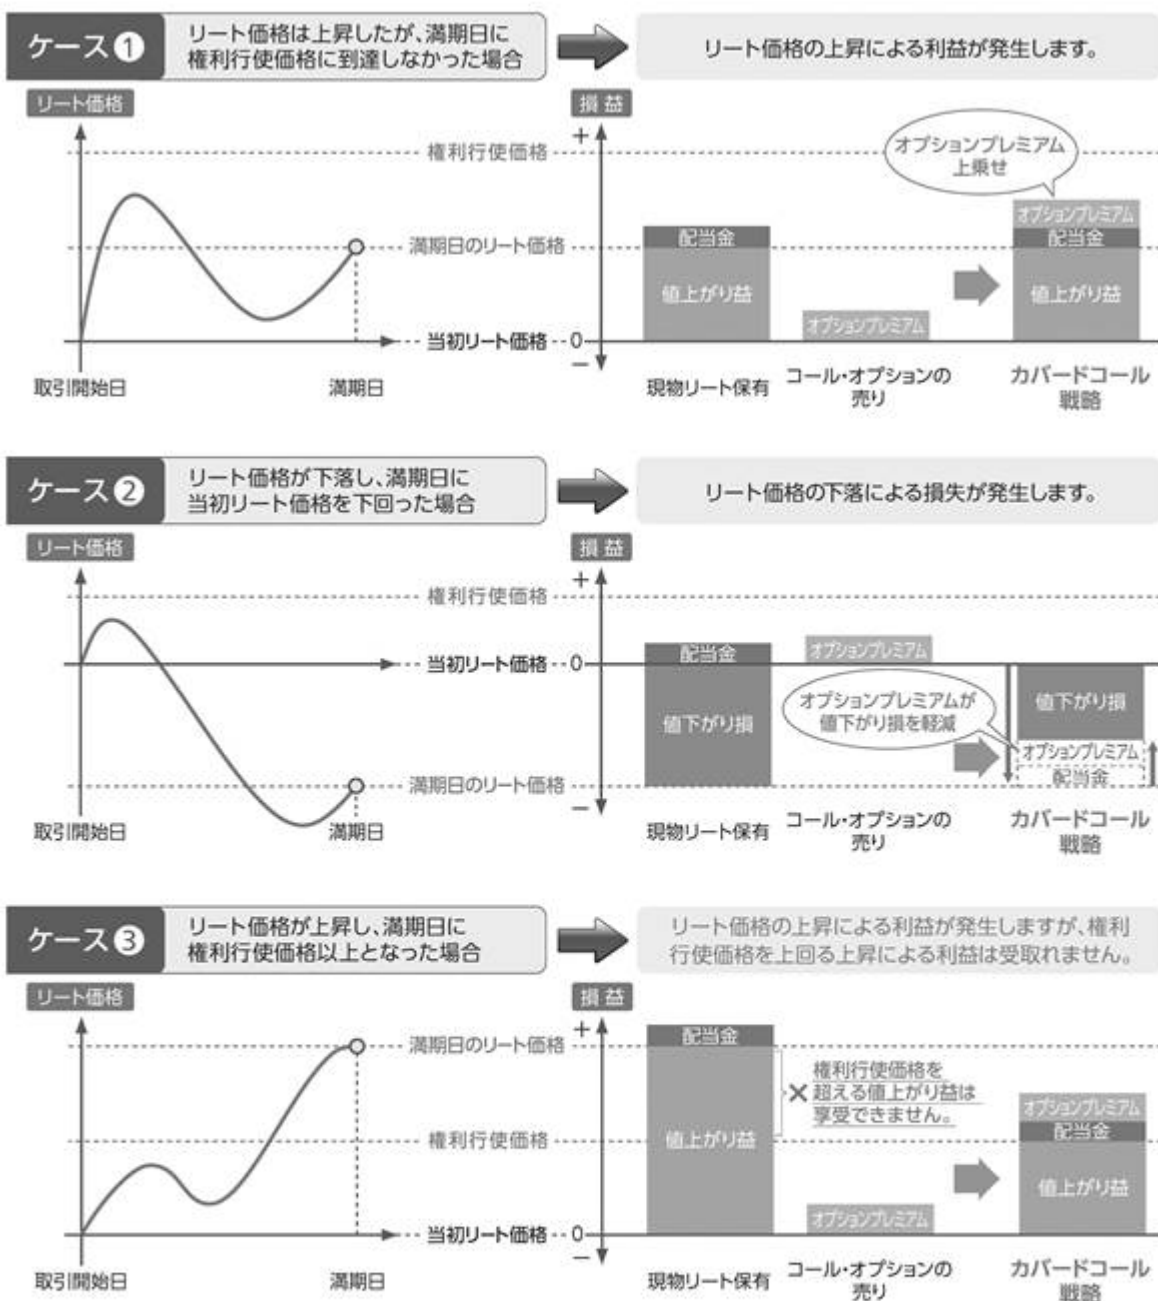 ケース❶
リート価格は上昇したが、満期日に
権利行使価格に到達しなかった場合
リート価格の上昇による利益が発生します。
リート価格
損益
+
権利行使価格
オプションプレミアム
上乗せ
満期日のリート価格
配当金
値上がり益
オプションプレミアム
オプションプレミアム
配当金
値上がり益
当初リート価格
0
−
取引開始日
満期日
現物リート保有
コール・オプションの
売り
カバードコール
戦略
ケース❷
リート価格が下落し、満期日に
当初リート価格を下回った場合
リート価格の下落による損失が発生します。
リート価格
損益
+
権利行使価格
当初リート価格
0
配当金
値下がり損
オプションプレミアム
オプションプレミアムが
値下がり損を軽減
値下がり損
オプションプレミアム
配当金
満期日のリート価格
−
取引開始日
満期日
現物リート保有
コール・オプションの
売り
カバードコール
戦略
ケース❸
リート価格が上昇し、満期日に
権利行使価格以上となった場合
リート価格の上昇による利益が発生しますが、権利
行使価格を上回る上昇による利益は受取れません。
リート価格
損益
+
満期日のリート価格
配当金
値上がり益
×
権利行使価格を
超える値上がり益は
享受できません。
権利行使価格
オプションプレミアム
オプションプレミアム
配当金
値上がり益
当初リート価格
0
−
取引開始日
満期日
現物リート保有
コール・オプションの
売り
カバードコール
戦略